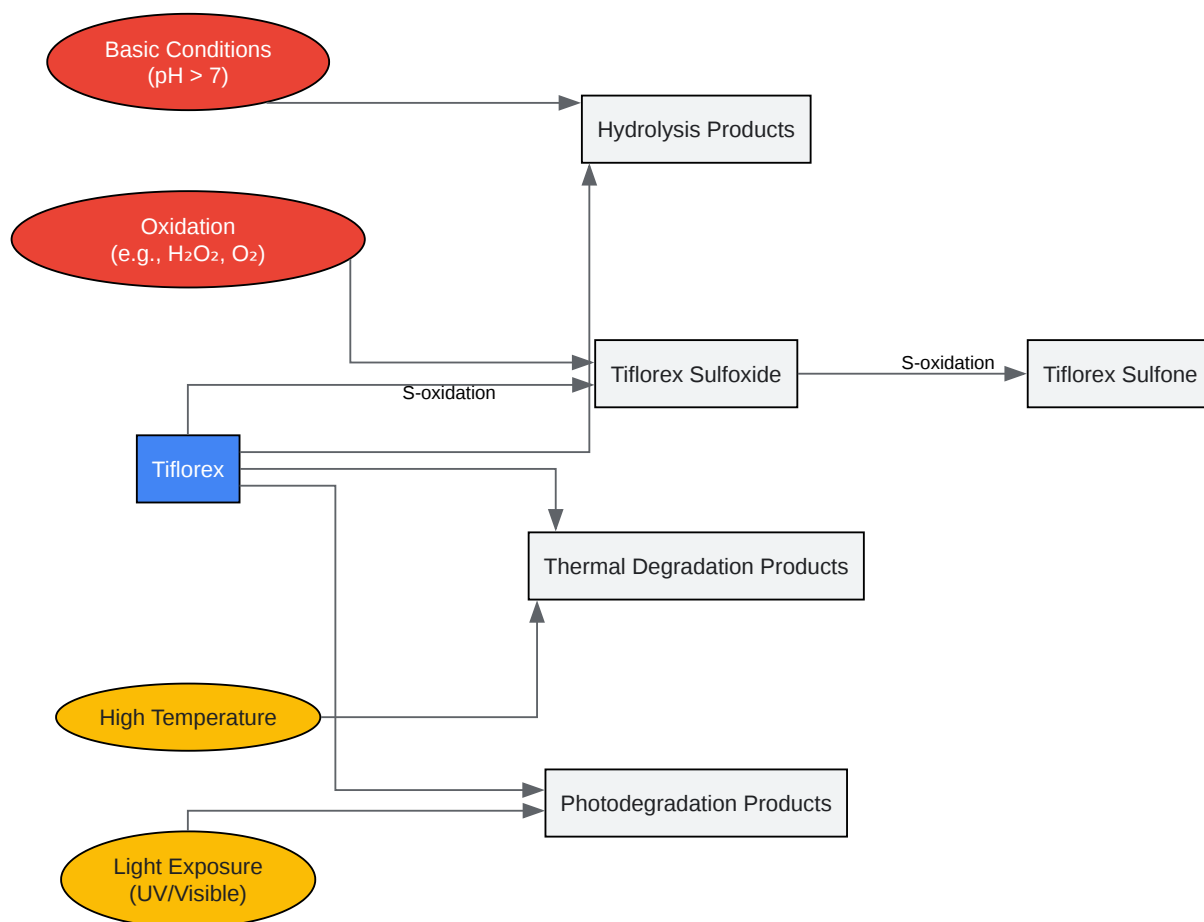 Basic Conditions
(pH > 7)
Hydrolysis Products
Oxidation
(e.g., H₂O₂, O₂)
Tiflorex Sulfoxide
S-oxidation
Tiflorex Sulfone
S-oxidation
Tiflorex
Thermal Degradation Products
High Temperature
Photodegradation Products
Light Exposure
(UV/Visible)